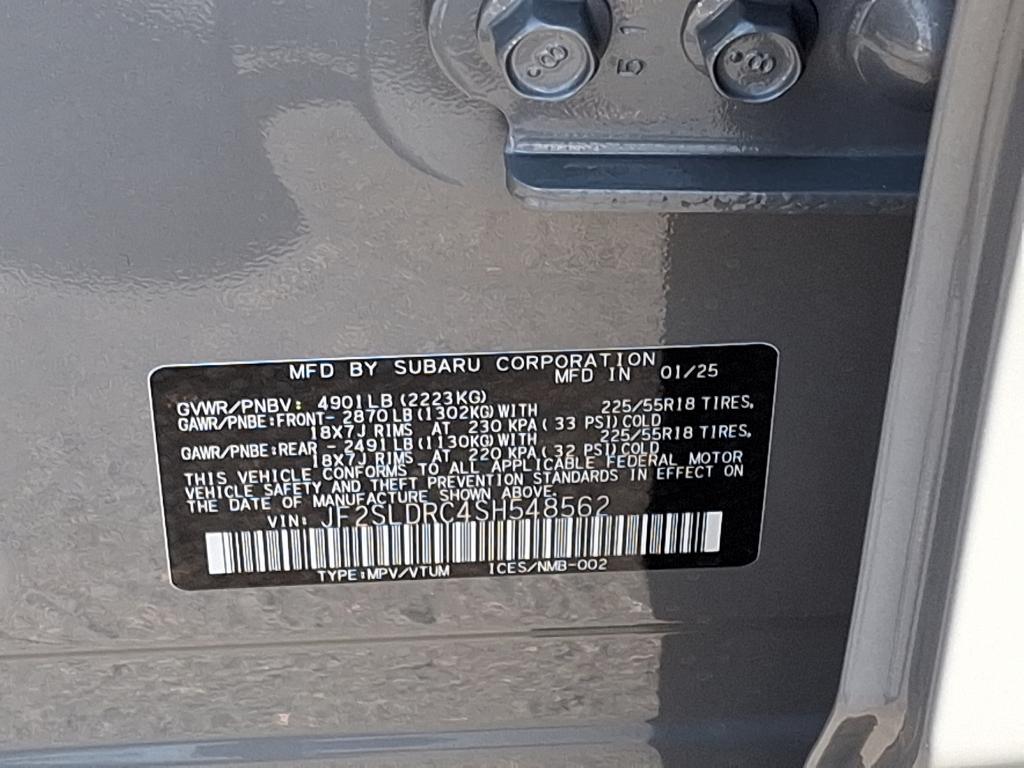 51
MFD BY SUBARU CORPORATION
MFD IN 01/25
GVWR/PNBV: 4901LB (2223KG)
GAWR/PNBE:FRONT- 2870LB(1302KG)WITH 225/55R18 TIRES,
18X7J RIMS AT 230 KPA( 33 PSI)COLD
GAWR/PNBE:REAR - 2491LB(1130KG)WITH 225/55R18 TIRES,
18X7J RIMS AT 220 KPA( 32 PSI)COLD
THIS VEHICLE CONFORMS TO ALL APPLICABLE FEDERAL MOTOR
VEHICLE SAFETY AND THEFT PREVENTION STANDARDS IN EFFECT ON
THE DATE OF MANUFACTURE SHOWN ABOVE.
VIN: JF2SLDRC4SH548562
TYPE:MPV/VTUM ICES/NMB-002